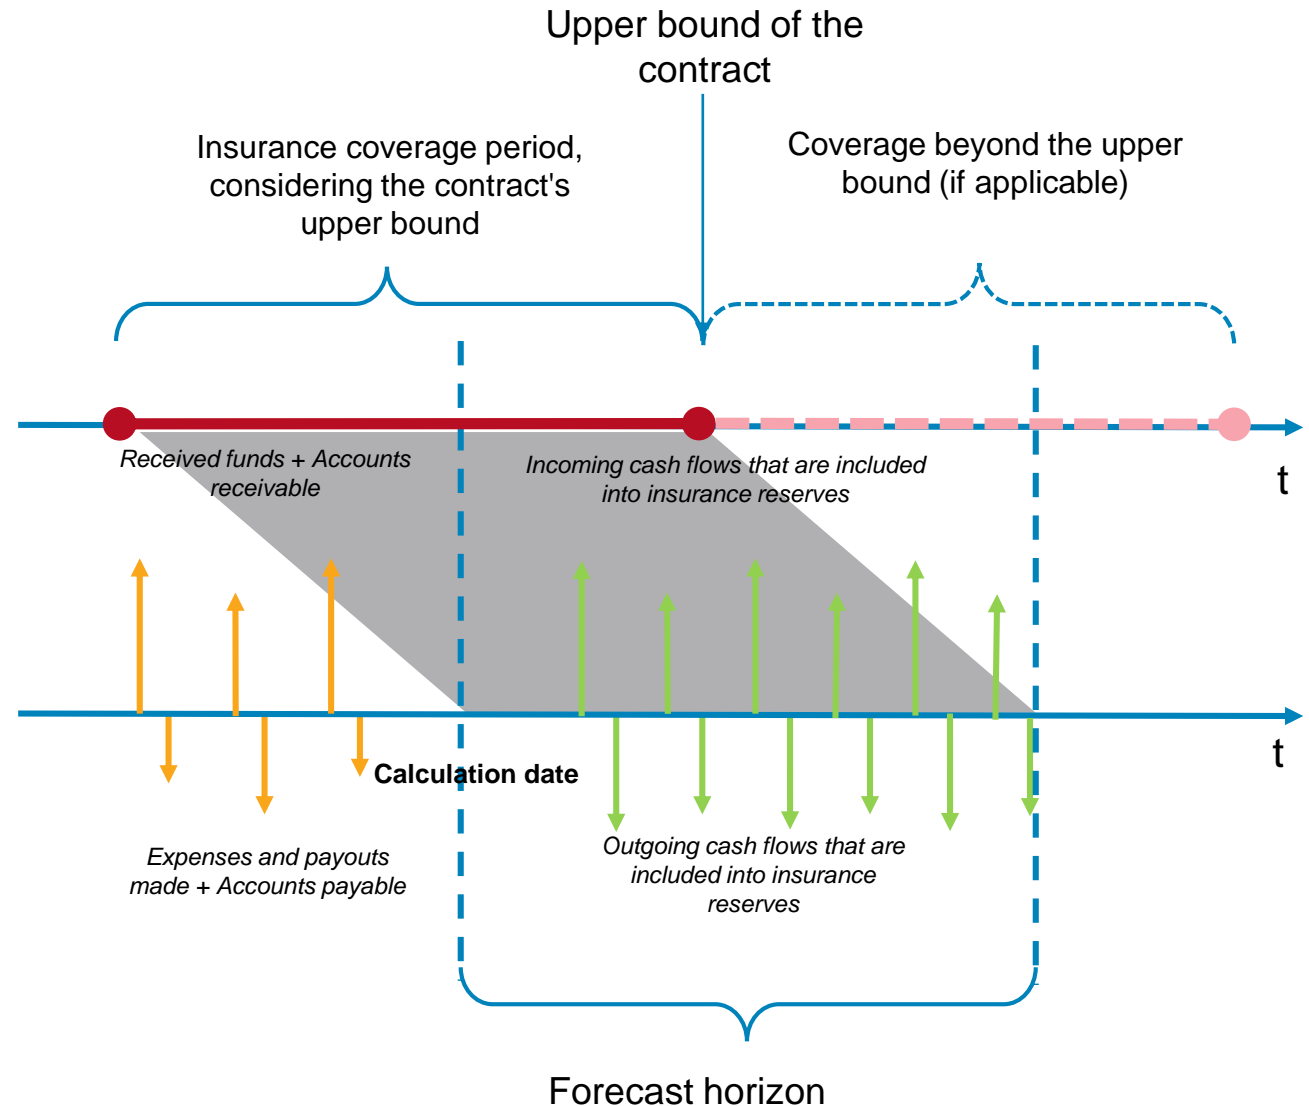 Upper bound of the
contract
Insurance coverage period,
considering the contract's
upper bound
Coverage beyond the upper
bound (if applicable)
Received funds + Accounts
receivable
Incoming cash flows that are included
into insurance reserves
t
t
Calculation date
Expenses and payouts
made + Accounts payable
Outgoing cash flows that are
included into insurance
reserves
Forecast horizon